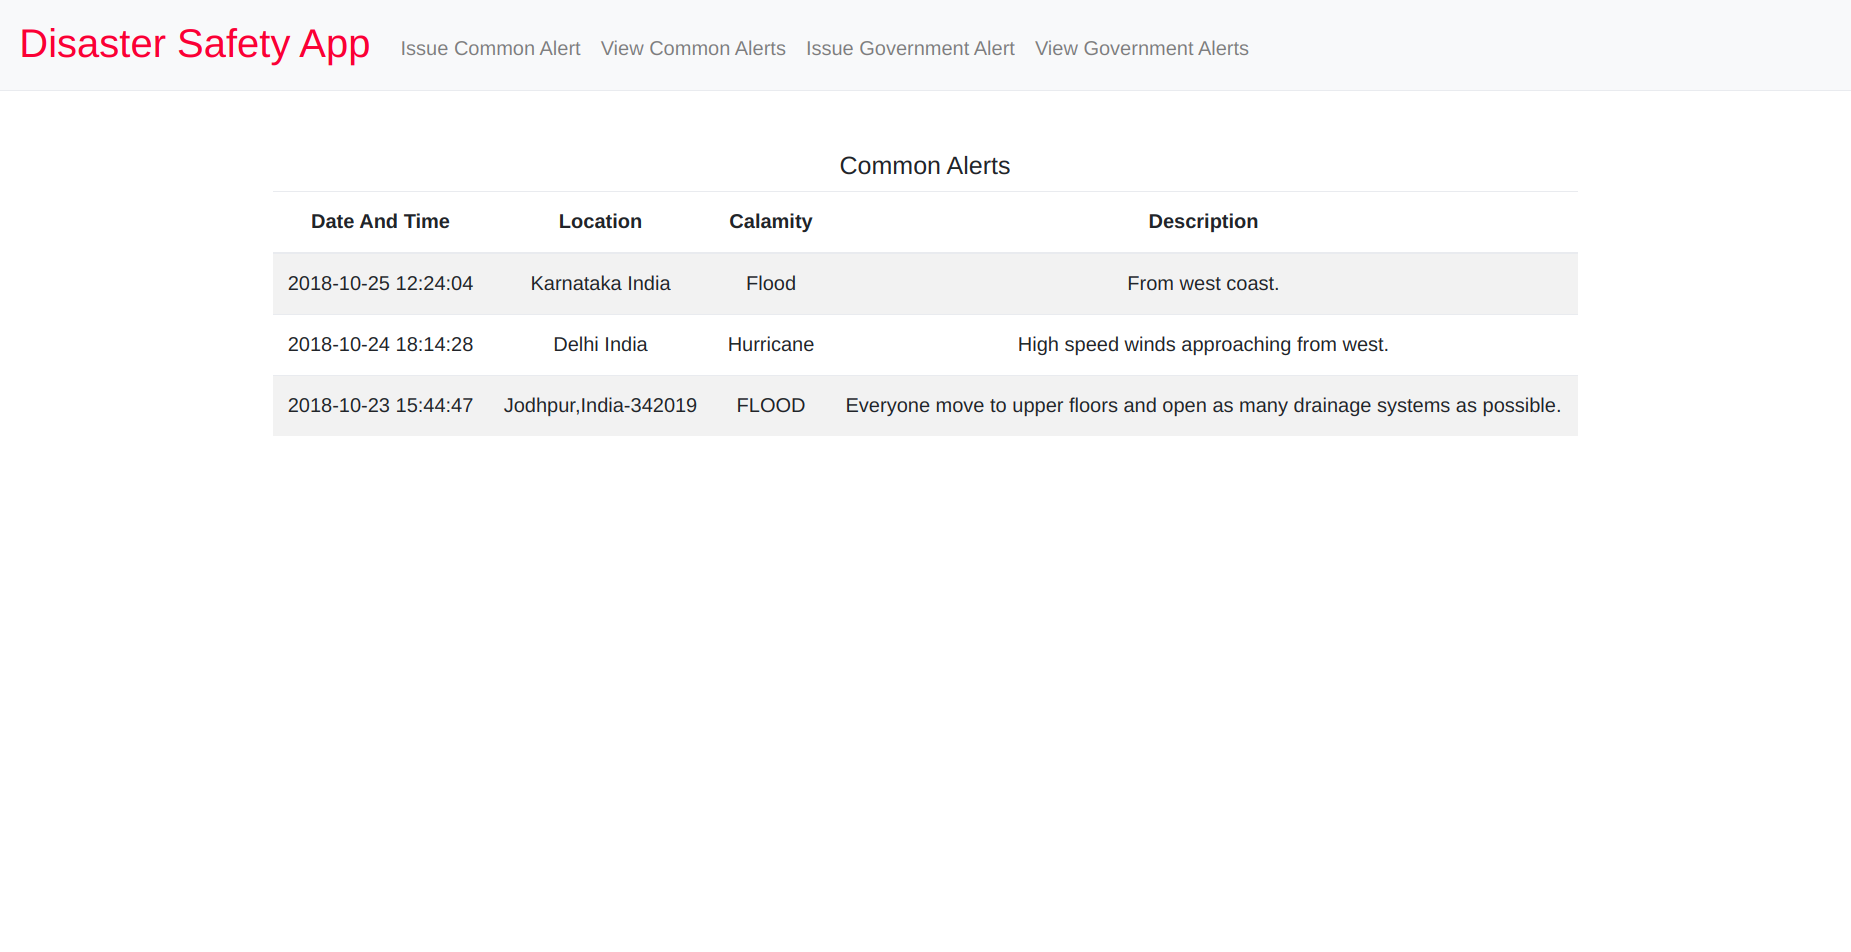 Disaster Safety App Issue Common Alert View Common Alerts Issue Government Alert View Government Alerts
Common Alerts
Date And Time Location Calamity Description
2018-10-25 12:24:04 Karnataka India Flood From west coast.
2018-10-24 18:14:28 Delhi India Hurricane High speed winds approaching from west.
2018-10-23 15:44:47 Jodhpur,India-342019 FLOOD Everyone move to upper floors and open as many drainage systems as possible.